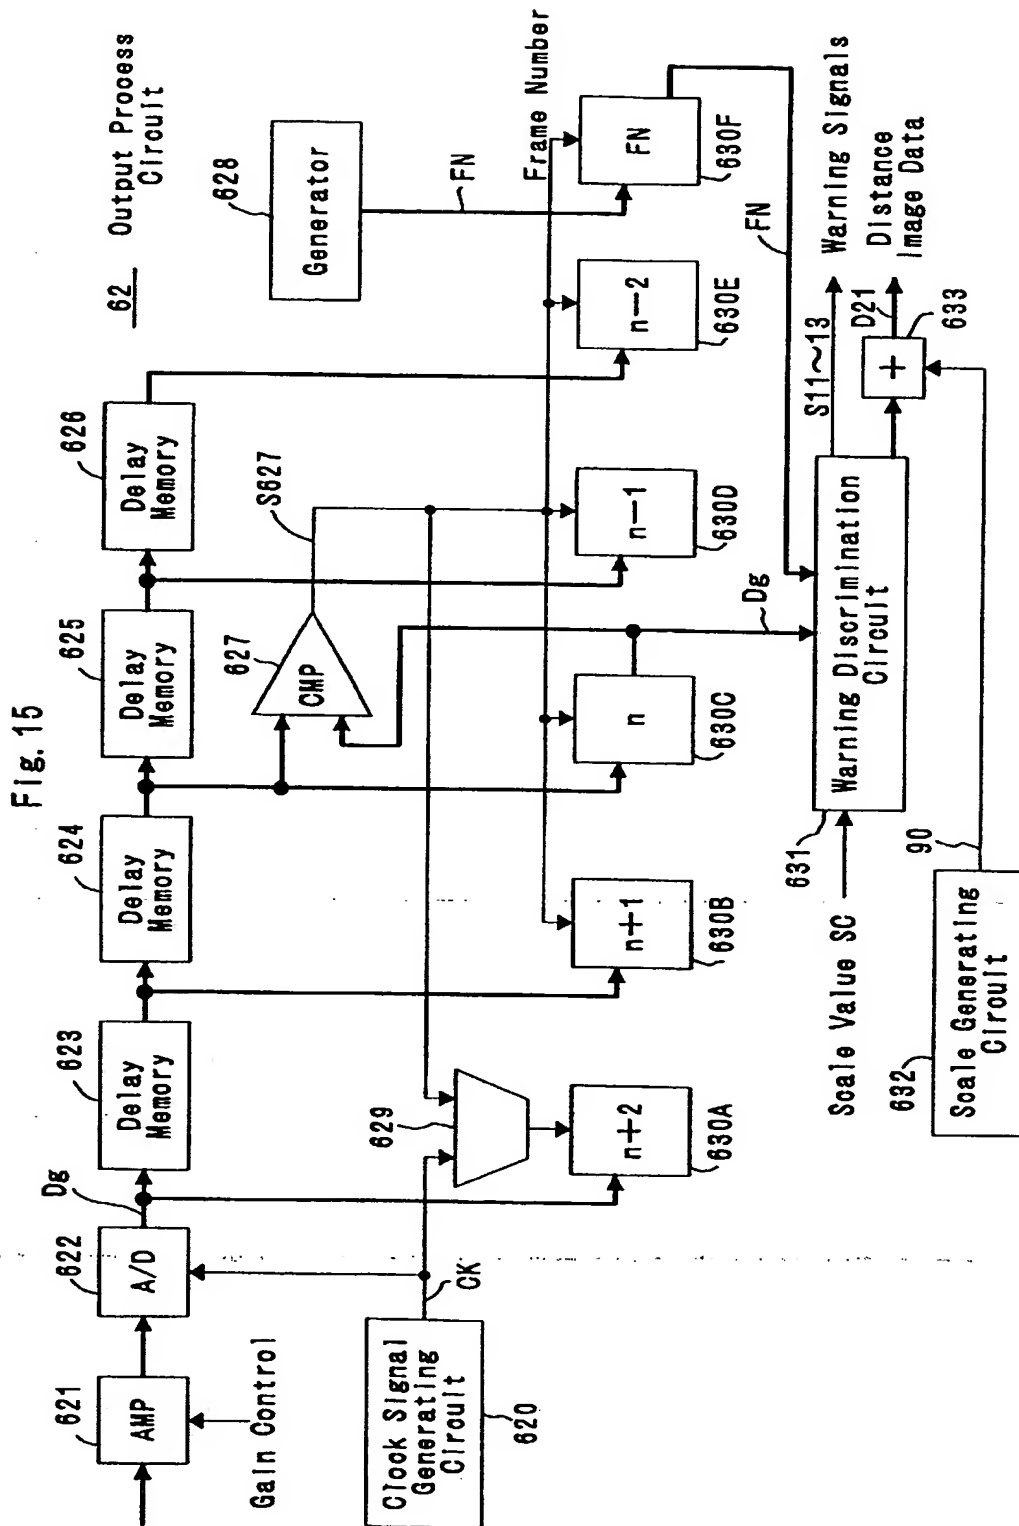 Fig. 15
62 Output Process
Circuit
621
AMP
Gain Control
622
A/D
Dg
623
Delay
Memory
624
Delay
Memory
625
Delay
Memory
626
Delay
Memory
628
Generator
FN
Clock Signal
Generating
Circuit
620
CK
629
627
CMP
S627
Frame Number
n+2
630A
n+1
630B
n
630C
n-1
630D
n-2
630E
FN
630F
Dg
FN
Scale Value SC
631
Warning Discrimination
Circuit
S11~13
Warning Signals
D21
Distance
Image Data
+
633
632
Scale Generating
Circuit
90